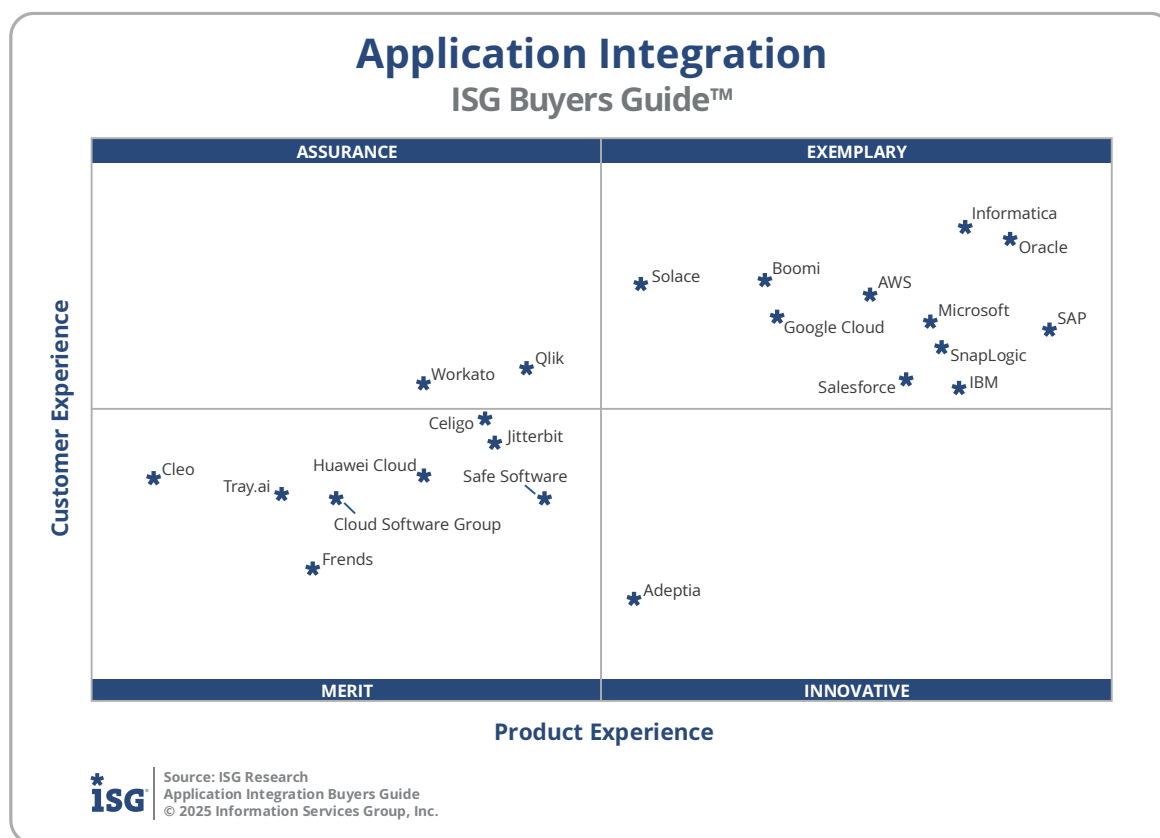 Application Integration
ISG Buyers Guide™
ASSURANCE
EXEMPLARY
Informatica
Oracle
Solace
Boomi
AWS
Google Cloud
Microsoft
SAP
SnapLogic
Salesforce
IBM
Qlik
Workato
Celigo
Jitterbit
Cleo
Huawei Cloud
Safe Software
Tray.ai
Cloud Software Group
Frends
Adeptia
Customer Experience
MERIT
INNOVATIVE
Product Experience
ISG
Source: ISG Research
Application Integration Buyers Guide
© 2025 Information Services Group, Inc.